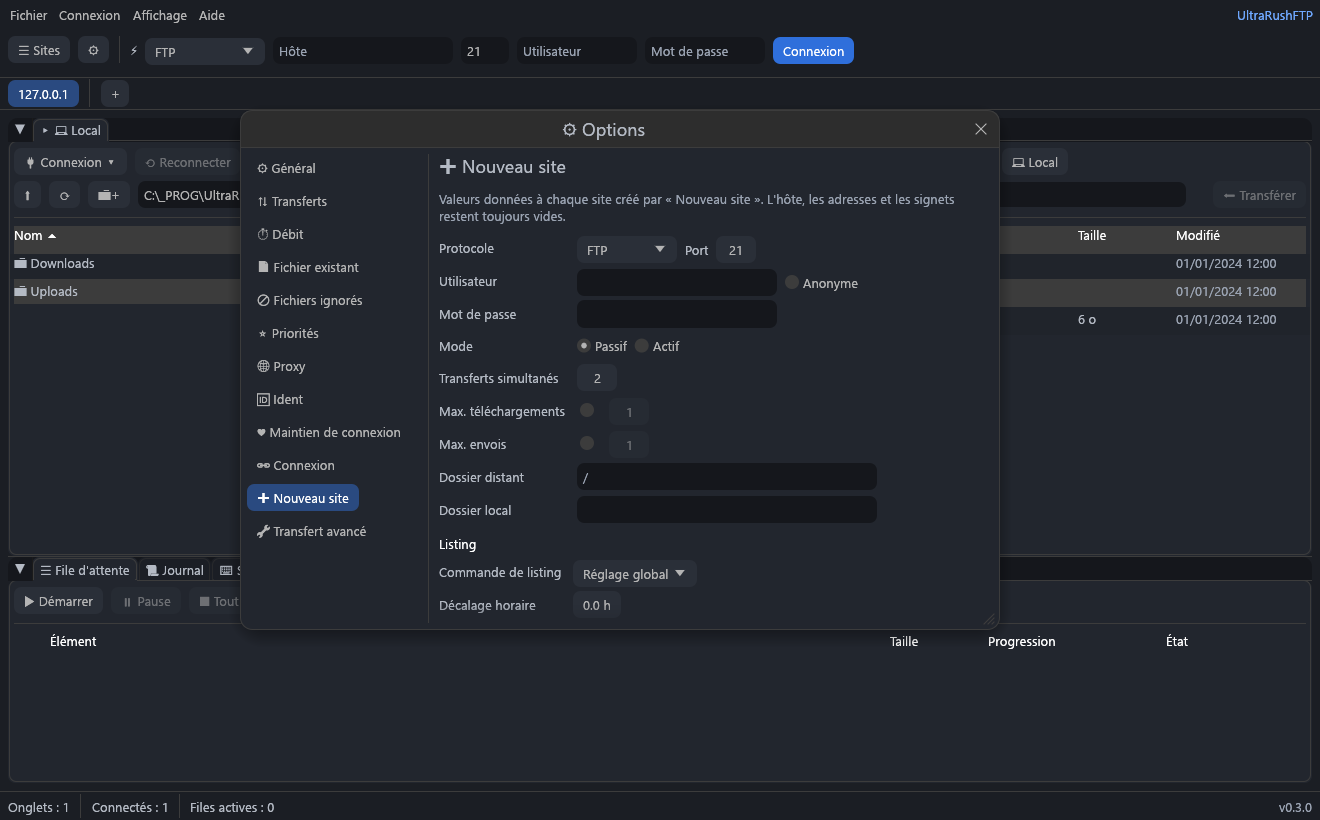 Fichier Connexion Affichage Aide UltraRushFTP
Sites FTP Hôte 21 Utilisateur Mot de passe Connexion
127.0.0.1 +
Local
Connexion Reconnecter Local
C:\_PROG\UltraR Transférer
Nom Taille Modifié
Downloads 01/01/2024 12:00
Uploads 01/01/2024 12:00
6 o 01/01/2024 12:00
Options
Général
Transferts
Débit
Fichier existant
Fichiers ignorés
Priorités
Proxy
Ident
Maintien de connexion
Connexion
Nouveau site
Transfert avancé
Nouveau site
Valeurs données à chaque site créé par « Nouveau site ». L'hôte, les adresses et les signets
restent toujours vides.
Protocole FTP Port 21
Utilisateur Anonyme
Mot de passe
Mode Passif Actif
Transferts simultanés 2
Max. téléchargements 1
Max. envois 1
Dossier distant /
Dossier local
Listing
Commande de listing Réglage global
Décalage horaire 0.0 h
File d'attente Journal S
Démarrer Pause Tout
Élément Taille Progression État
Onglets : 1 Connectés : 1 Files actives : 0 v0.3.0